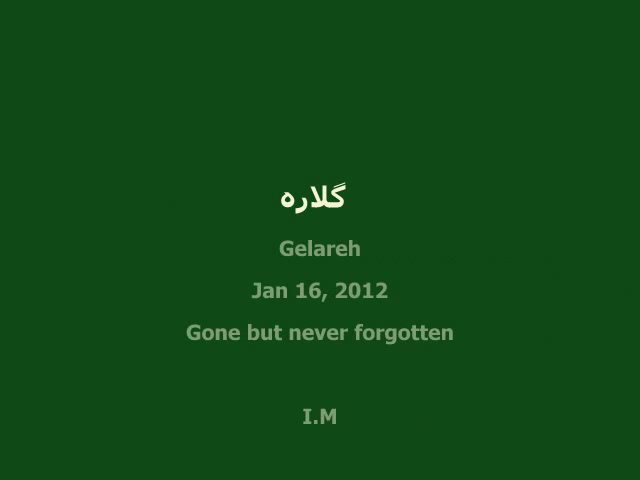 گلاره
Gelareh
Jan 16, 2012
Gone but never forgotten
I.M